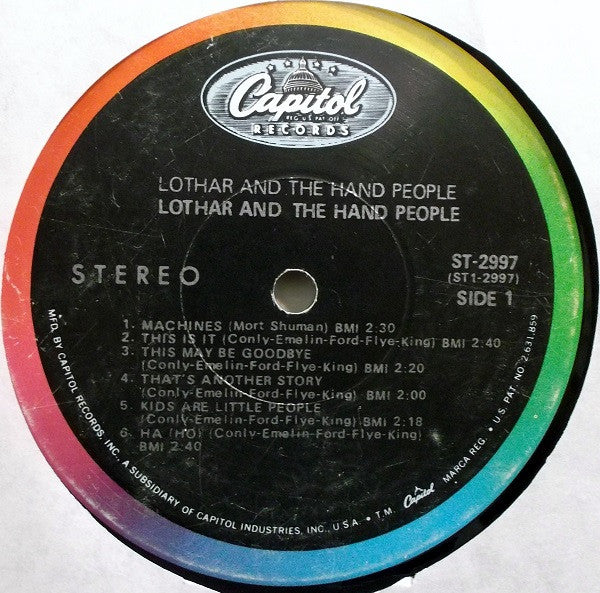 Capitol
REG. U.S. PAT. OFF.
RECORDS
LOTHAR AND THE HAND PEOPLE
LOTHAR AND THE HAND PEOPLE
STEREO
ST-2997
(ST1-2997)
SIDE 1
1. MACHINES (Mort Shuman) BMI 2:30
2. THIS IS IT (Conly-Emelin-Ford-Flye-King) BMI 2:40
3. THIS MAY BE GOODBYE
(Conly-Emelin-Ford-Flye-King) BMI 2:20
4. THAT'S ANOTHER STORY
(Conly-Emelin-Ford-Flye-King) BMI 2:00
5. KIDS ARE LITTLE PEOPLE
(Conly-Emelin-Ford-Flye-King) BMI 2:18
6. HA (HO) (Conly-Emelin-Ford-Flye-King)
BMI 2:40
MFD. BY CAPITOL RECORDS, INC., A SUBSIDIARY OF CAPITOL INDUSTRIES, INC., U.S.A. • T.M. Capitol MARCA REG. • U.S. PAT. NO. 2,631,859